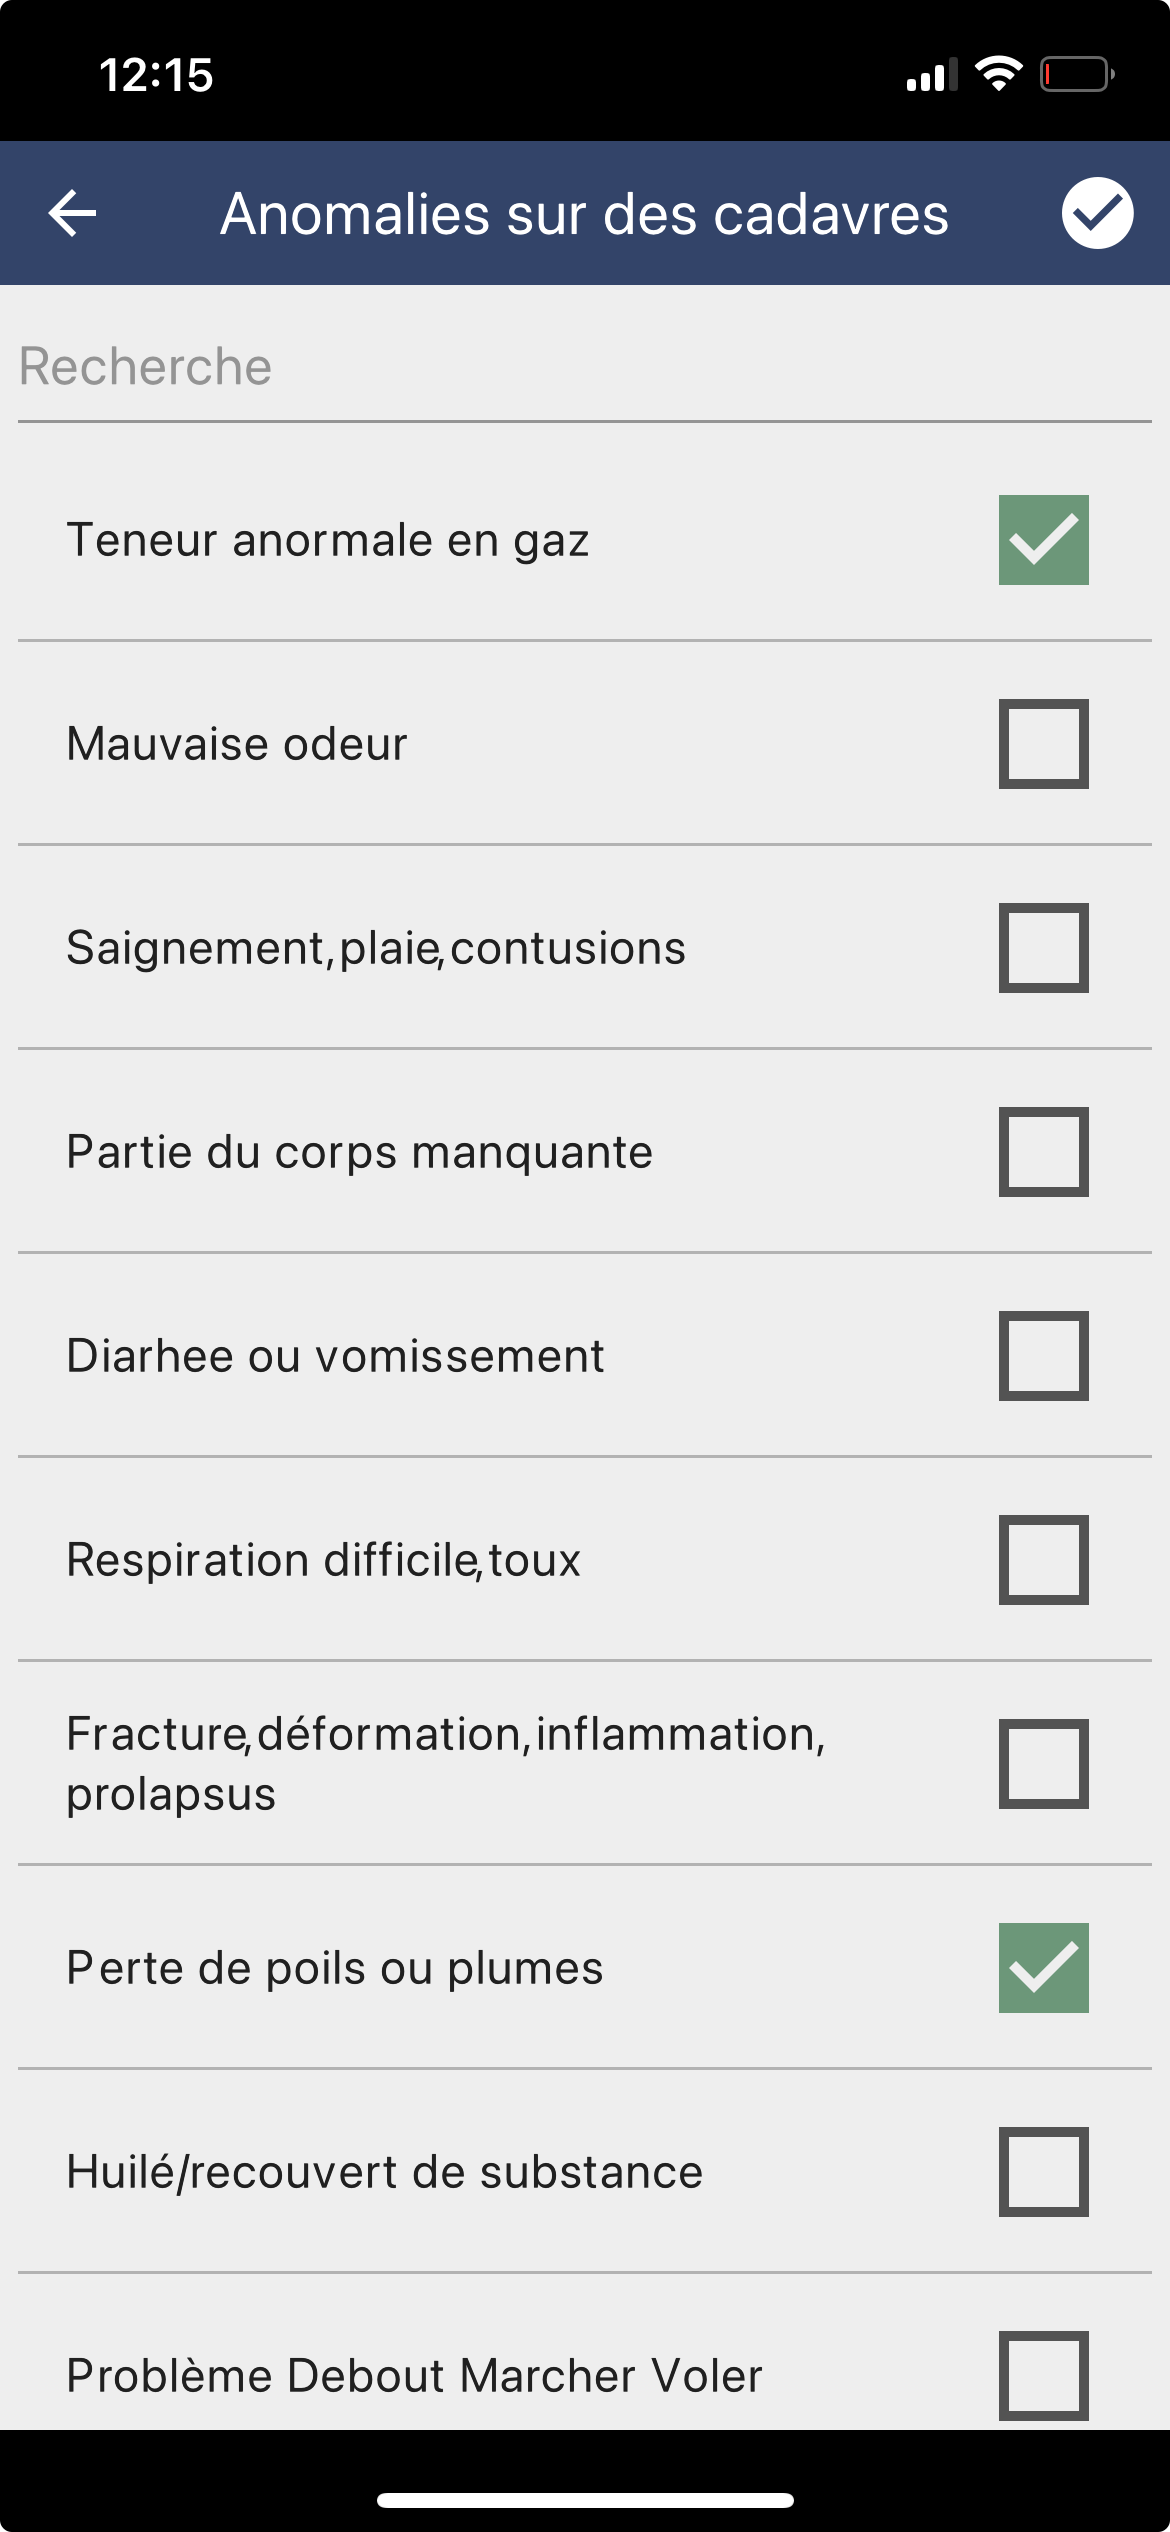 12:15
Anomalies sur des cadavres
Recherche
Teneur anormale en gaz
Mauvaise odeur
Saignement,plaie,contusions
Partie du corps manquante
Diarhee ou vomissement
Respiration difficile,toux
Fracture,déformation,inflammation,
prolapsus
Perte de poils ou plumes
Huilé/recouvert de substance
Problème Debout Marcher Voler